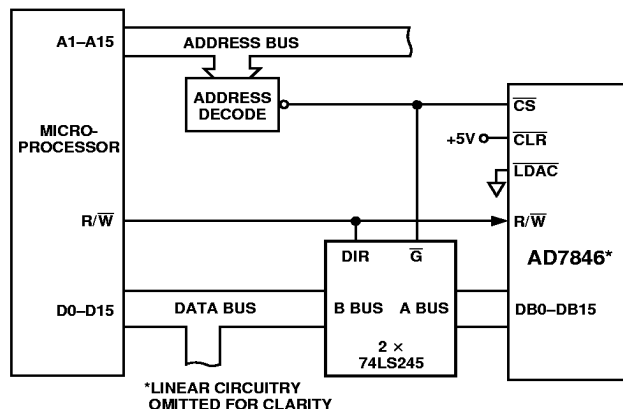 A1–A15
ADDRESS BUS
ADDRESS
DECODE
MICRO-
PROCESSOR
CS
+5V
CLR
LDAC
R/W
R/W
DIR
G
AD7846*
D0–D15
DATA BUS
B BUS
A BUS
DB0–DB15
2 ×
74LS245
*LINEAR CIRCUITRY
OMITTED FOR CLARITY